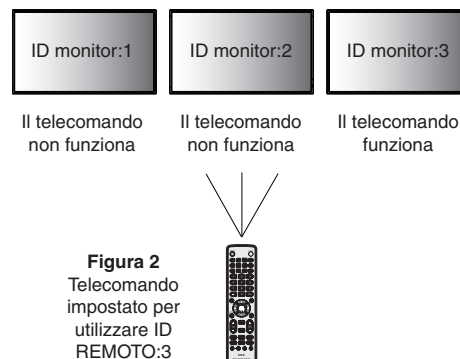 ID monitor:1
ID monitor:2
ID monitor:3
Il telecomando
non funziona
Il telecomando
non funziona
Il telecomando
funziona
Figura 2
Telecomando
impostato per
utilizzare ID
REMOTO:3